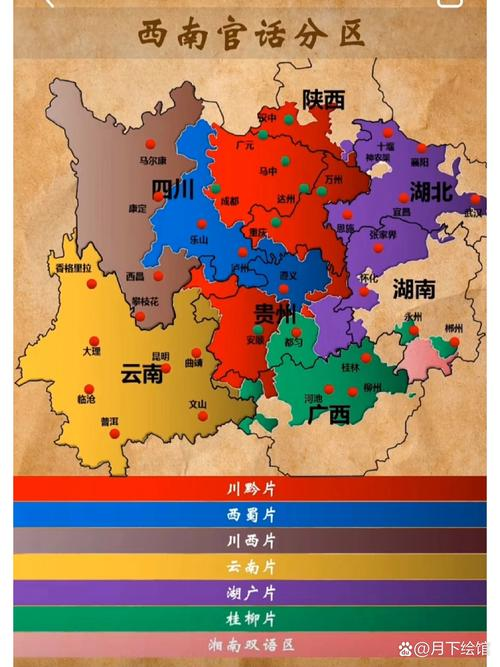 西南官话分区
陕西
汉中
广元
十堰
神农架
襄阳
马尔康
马中
万州
四川
成都
达州
湖北
康定
宜昌
武汉
重庆
恩施
乐山
张家界
香格里拉
西昌
泸州
遵义
怀化
湖南
攀枝花
贵州
永州
郴州
大理
昆明
曲靖
安顺
都匀
云南
桂林
临沧
河池
柳州
文山
广西
普洱
川黔片
西蜀片
川西片
云南片
湖广片
桂柳片
湘南双语区
@月下绘馆